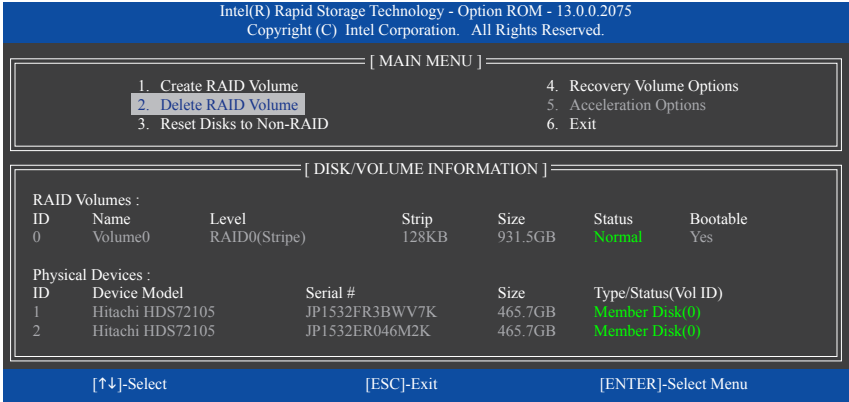 Intel(R) Rapid Storage Technology - Option ROM - 13.0.0.2075
Copyright (C) Intel Corporation. All Rights Reserved.
[ MAIN MENU ]
1. Create RAID Volume 4. Recovery Volume Options
2. Delete RAID Volume 5. Acceleration Options
3. Reset Disks to Non-RAID 6. Exit
[ DISK/VOLUME INFORMATION ]
RAID Volumes :
ID Name Level Strip Size Status Bootable
0 Volume0 RAID0(Stripe) 128KB 931.5GB Normal Yes
Physical Devices :
ID Device Model Serial # Size Type/Status(Vol ID)
1 Hitachi HDS72105 JP1532FR3BWV7K 465.7GB Member Disk(0)
2 Hitachi HDS72105 JP1532ER046M2K 465.7GB Member Disk(0)
[↑↓]-Select [ESC]-Exit [ENTER]-Select Menu